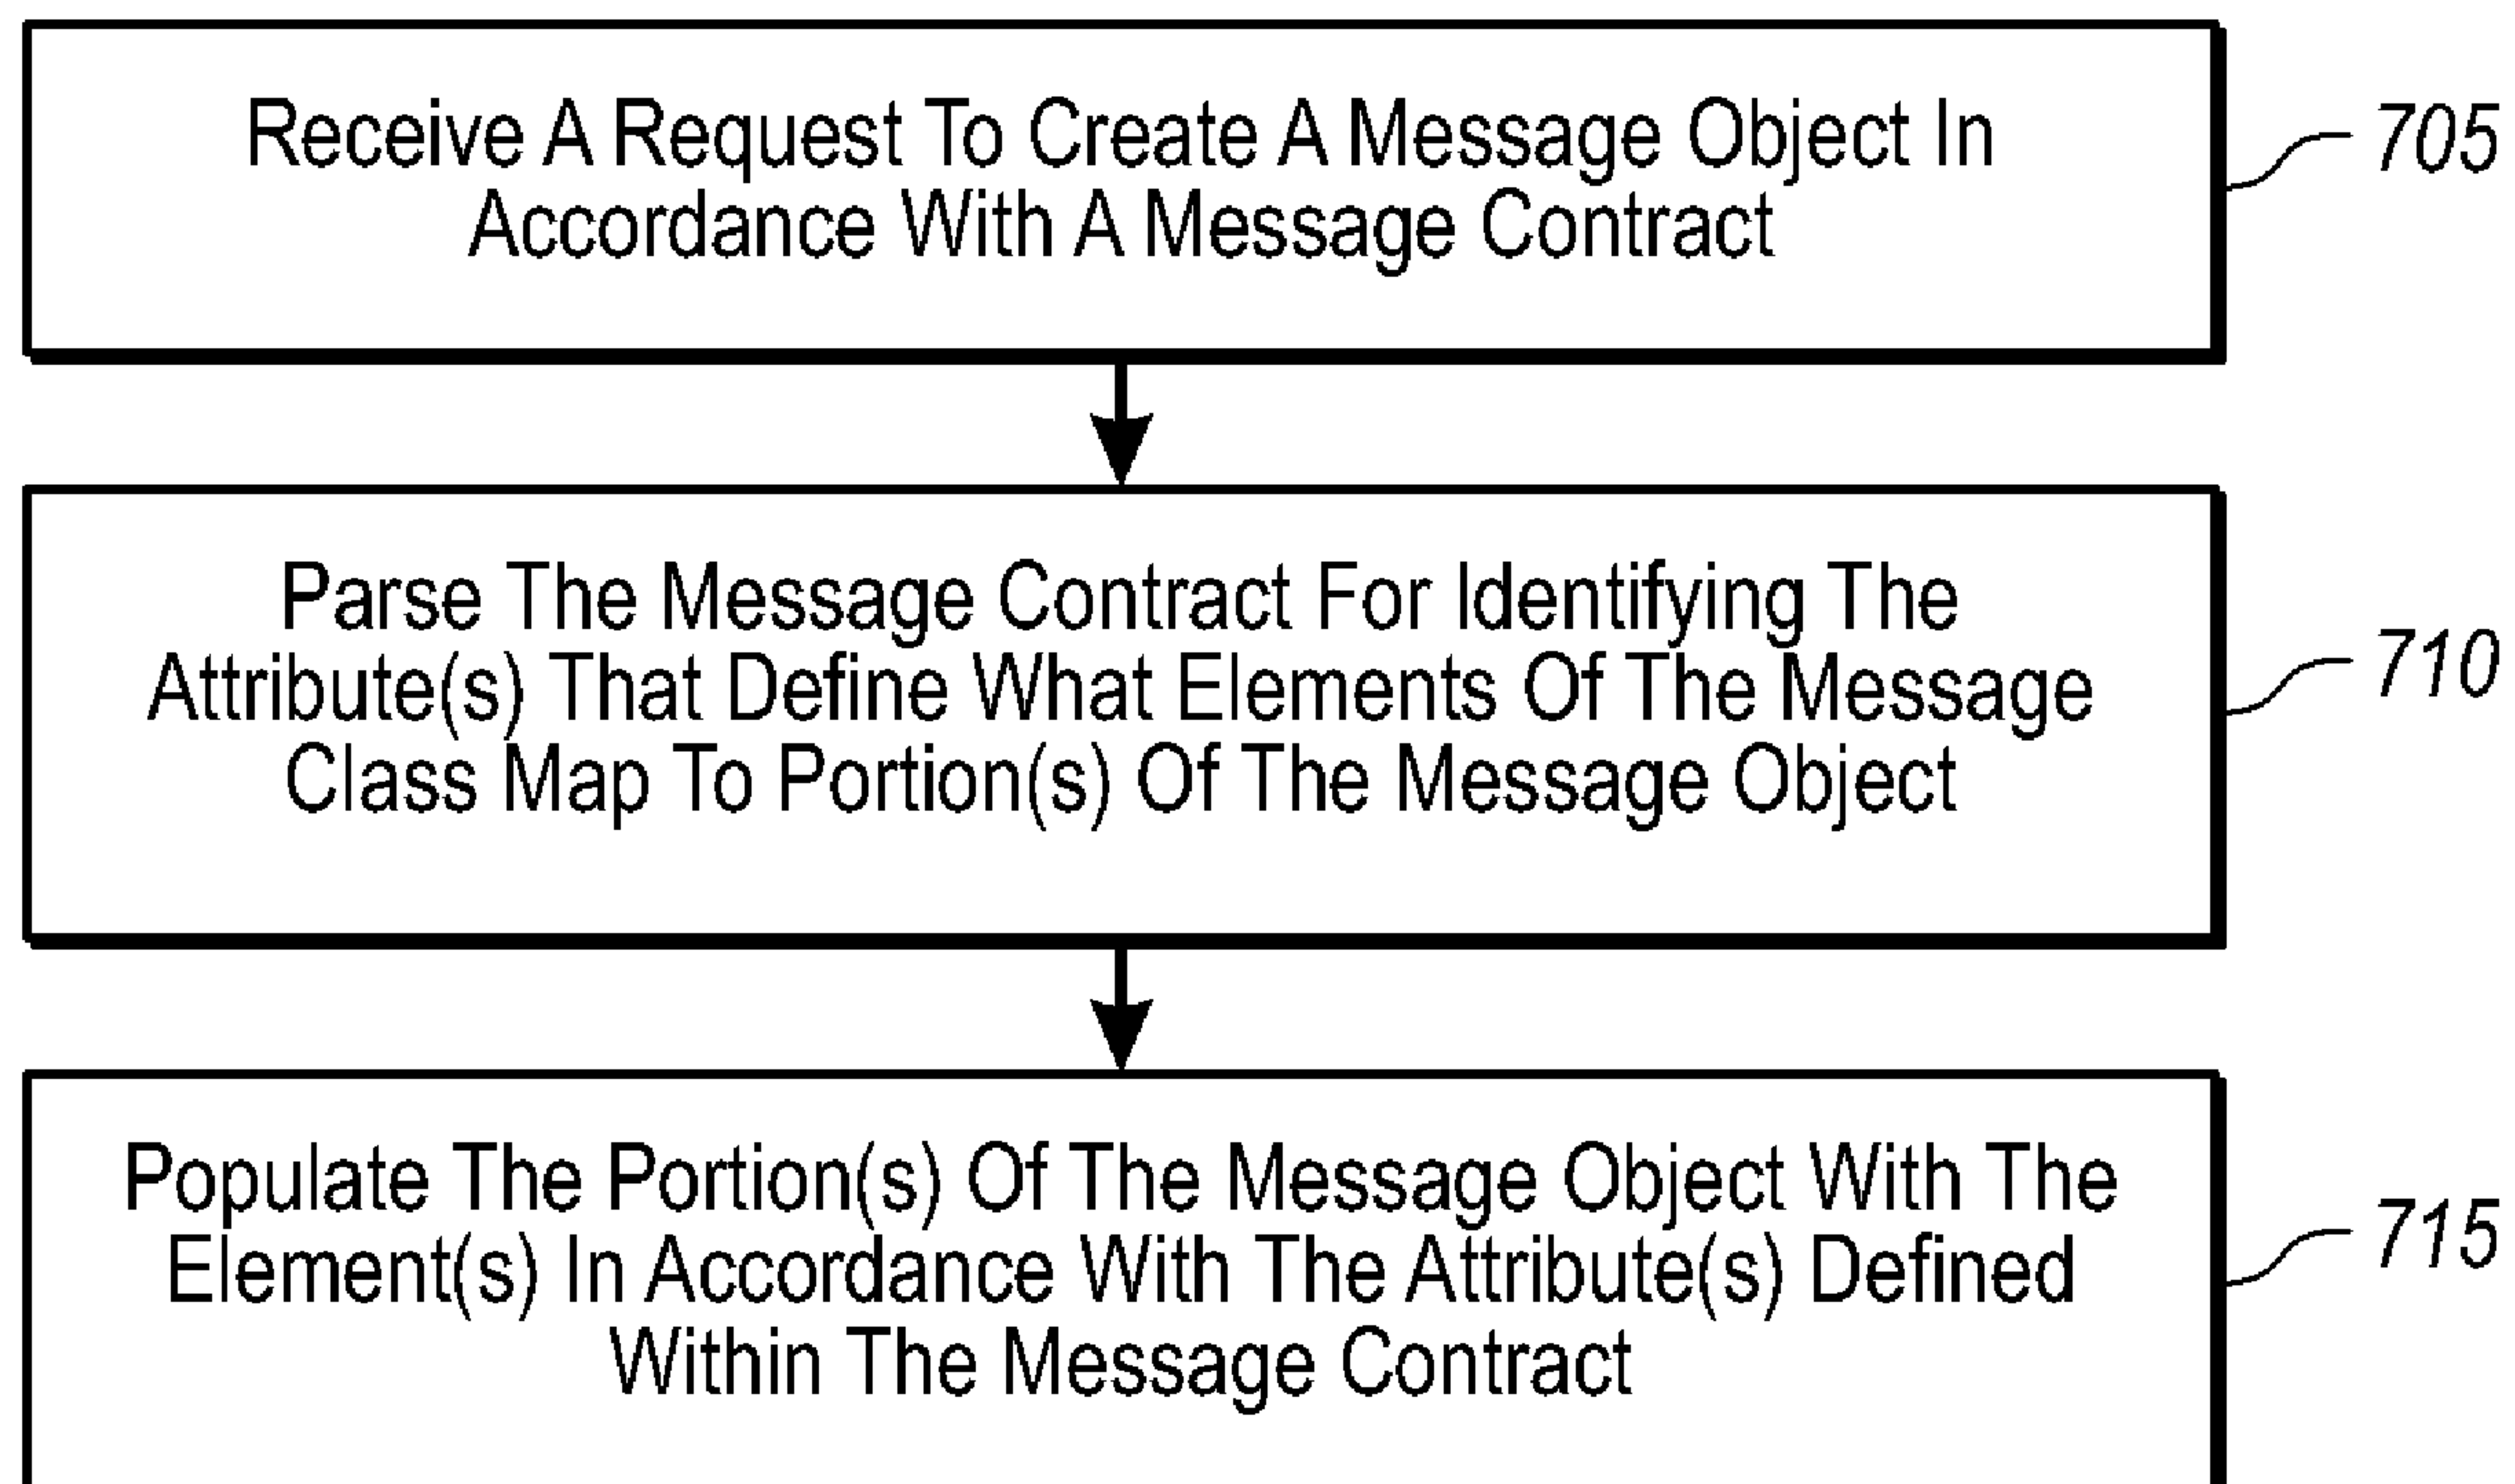 Receive A Request To Create A Message Object In
Accordance With A Message Contract
705
Parse The Message Contract For Identifying The
Attribute(s) That Define What Elements Of The Message
Class Map To Portion(s) Of The Message Object
710
Populate The Portion(s) Of The Message Object With The
Element(s) In Accordance With The Attribute(s) Defined
Within The Message Contract
715